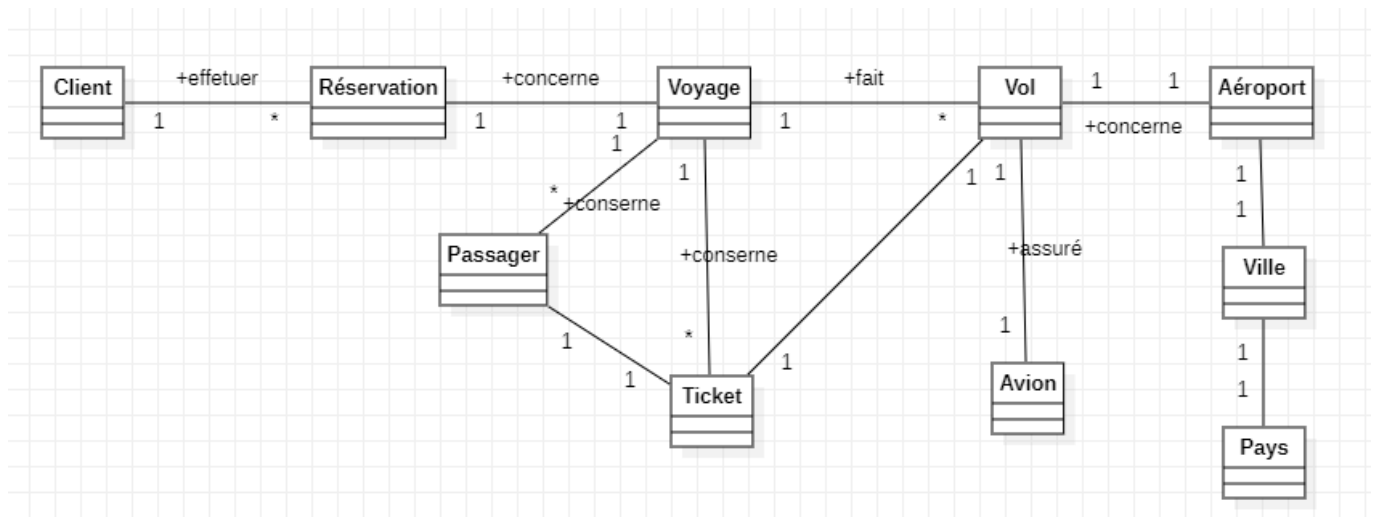 +effetuer
+concerne
+fait
Client
Réservation
Voyage
Vol
1
1
Aéroport
1
*
1
1
1
*
+concerne
1
1
1
1
1
*
+conserne
1
Passager
+conserne
+assuré
Ville
*
1
1
1
1
1
1
Ticket
Avion
1
Pays